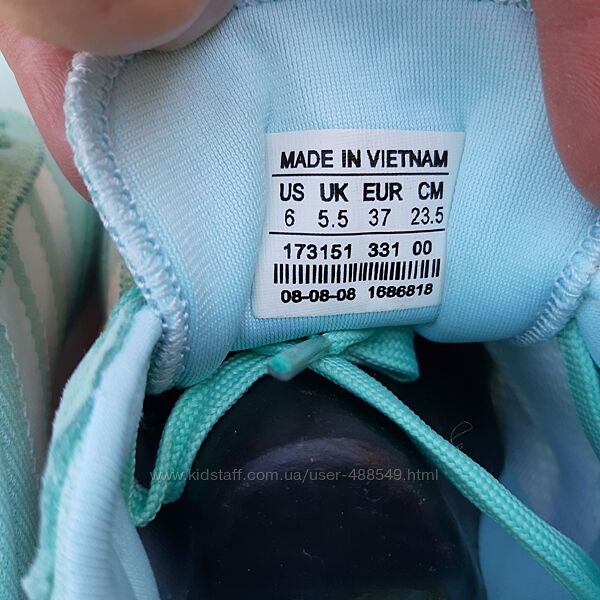 MADE IN VIETNAM
US UK EUR CM
6 5.5 37 23.5
173151 331 00
08-08-08 1686818
www.kidstaff.com.ua/user-488549.html